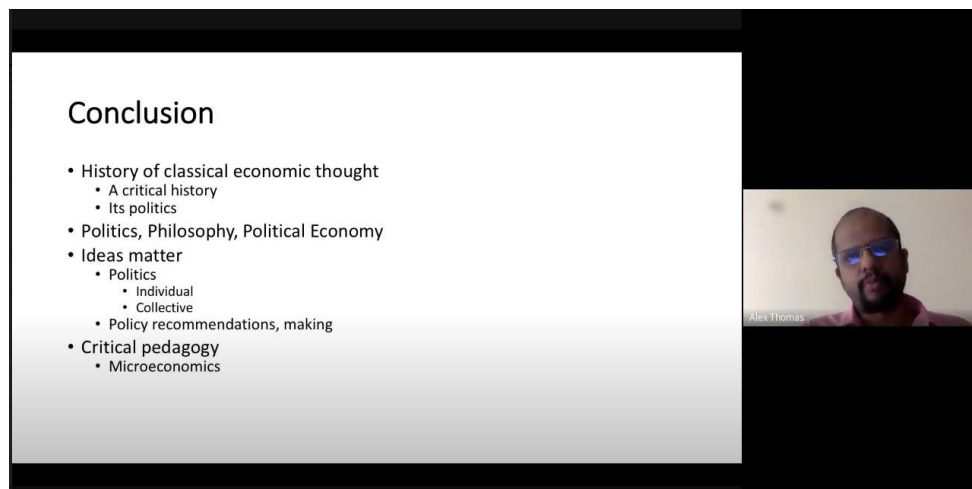 Conclusion
• History of classical economic thought
• A critical history
• Its politics
• Politics, Philosophy, Political Economy
• Ideas matter
• Politics
• Individual
• Collective
• Policy recommendations, making
• Critical pedagogy
• Microeconomics
Alex Thomas